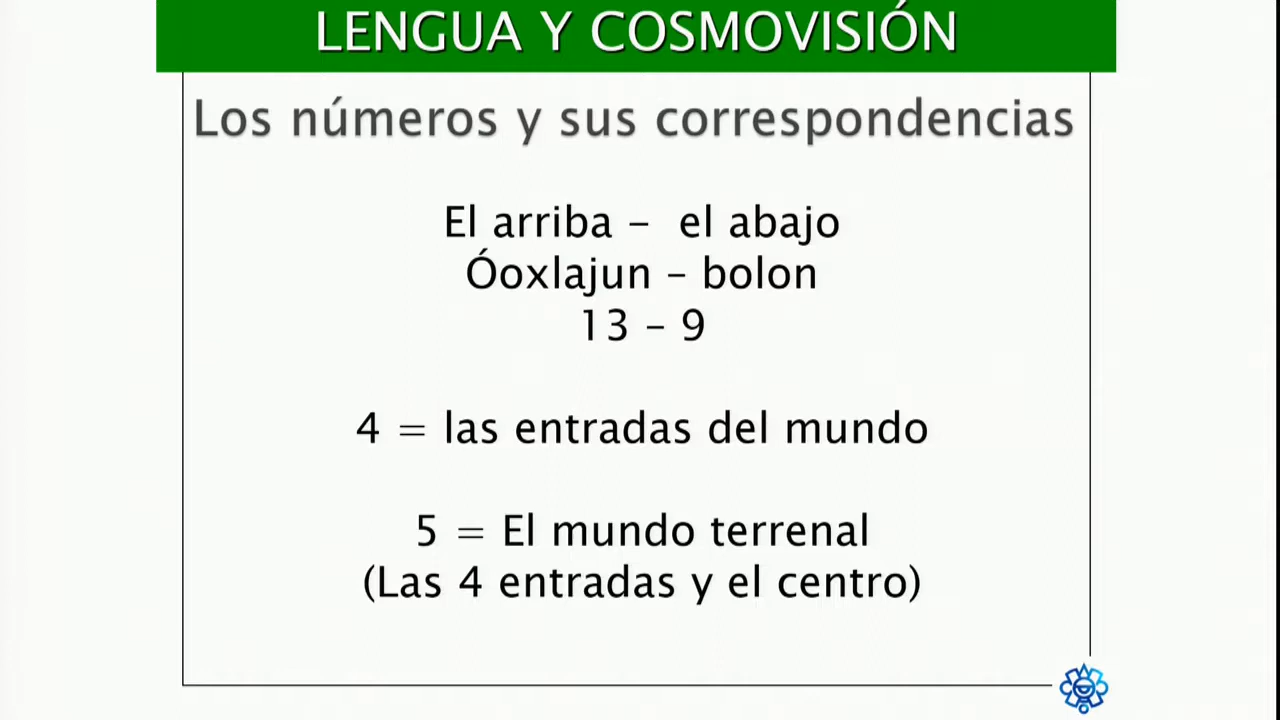 LENGUA Y COSMOVISIÓN
Los números y sus correspondencias
El arriba – el abajo
Óoxlajun – bolon
13 – 9
4 = las entradas del mundo
5 = El mundo terrenal
(Las 4 entradas y el centro)